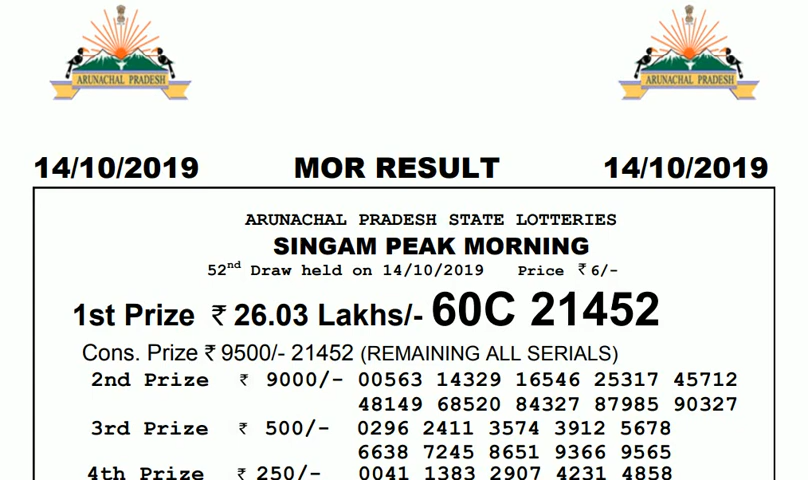 ARUNACHAL PRADESH ARUNACHAL PRADESH
14/10/2019 MOR RESULT 14/10/2019
ARUNACHAL PRADESH STATE LOTTERIES
SINGAM PEAK MORNING
52nd Draw held on 14/10/2019 Price ₹ 6/-
1st Prize ₹ 26.03 Lakhs/- 60C 21452
Cons. Prize ₹ 9500/- 21452 (REMAINING ALL SERIALS)
2nd Prize ₹ 9000/- 00563 14329 16546 25317 45712
48149 68520 84327 87985 90327
3rd Prize ₹ 500/- 0296 2411 3574 3912 5678
6638 7245 8651 9366 9565
4th Prize ₹ 250/- 0041 1383 2907 4231 4858